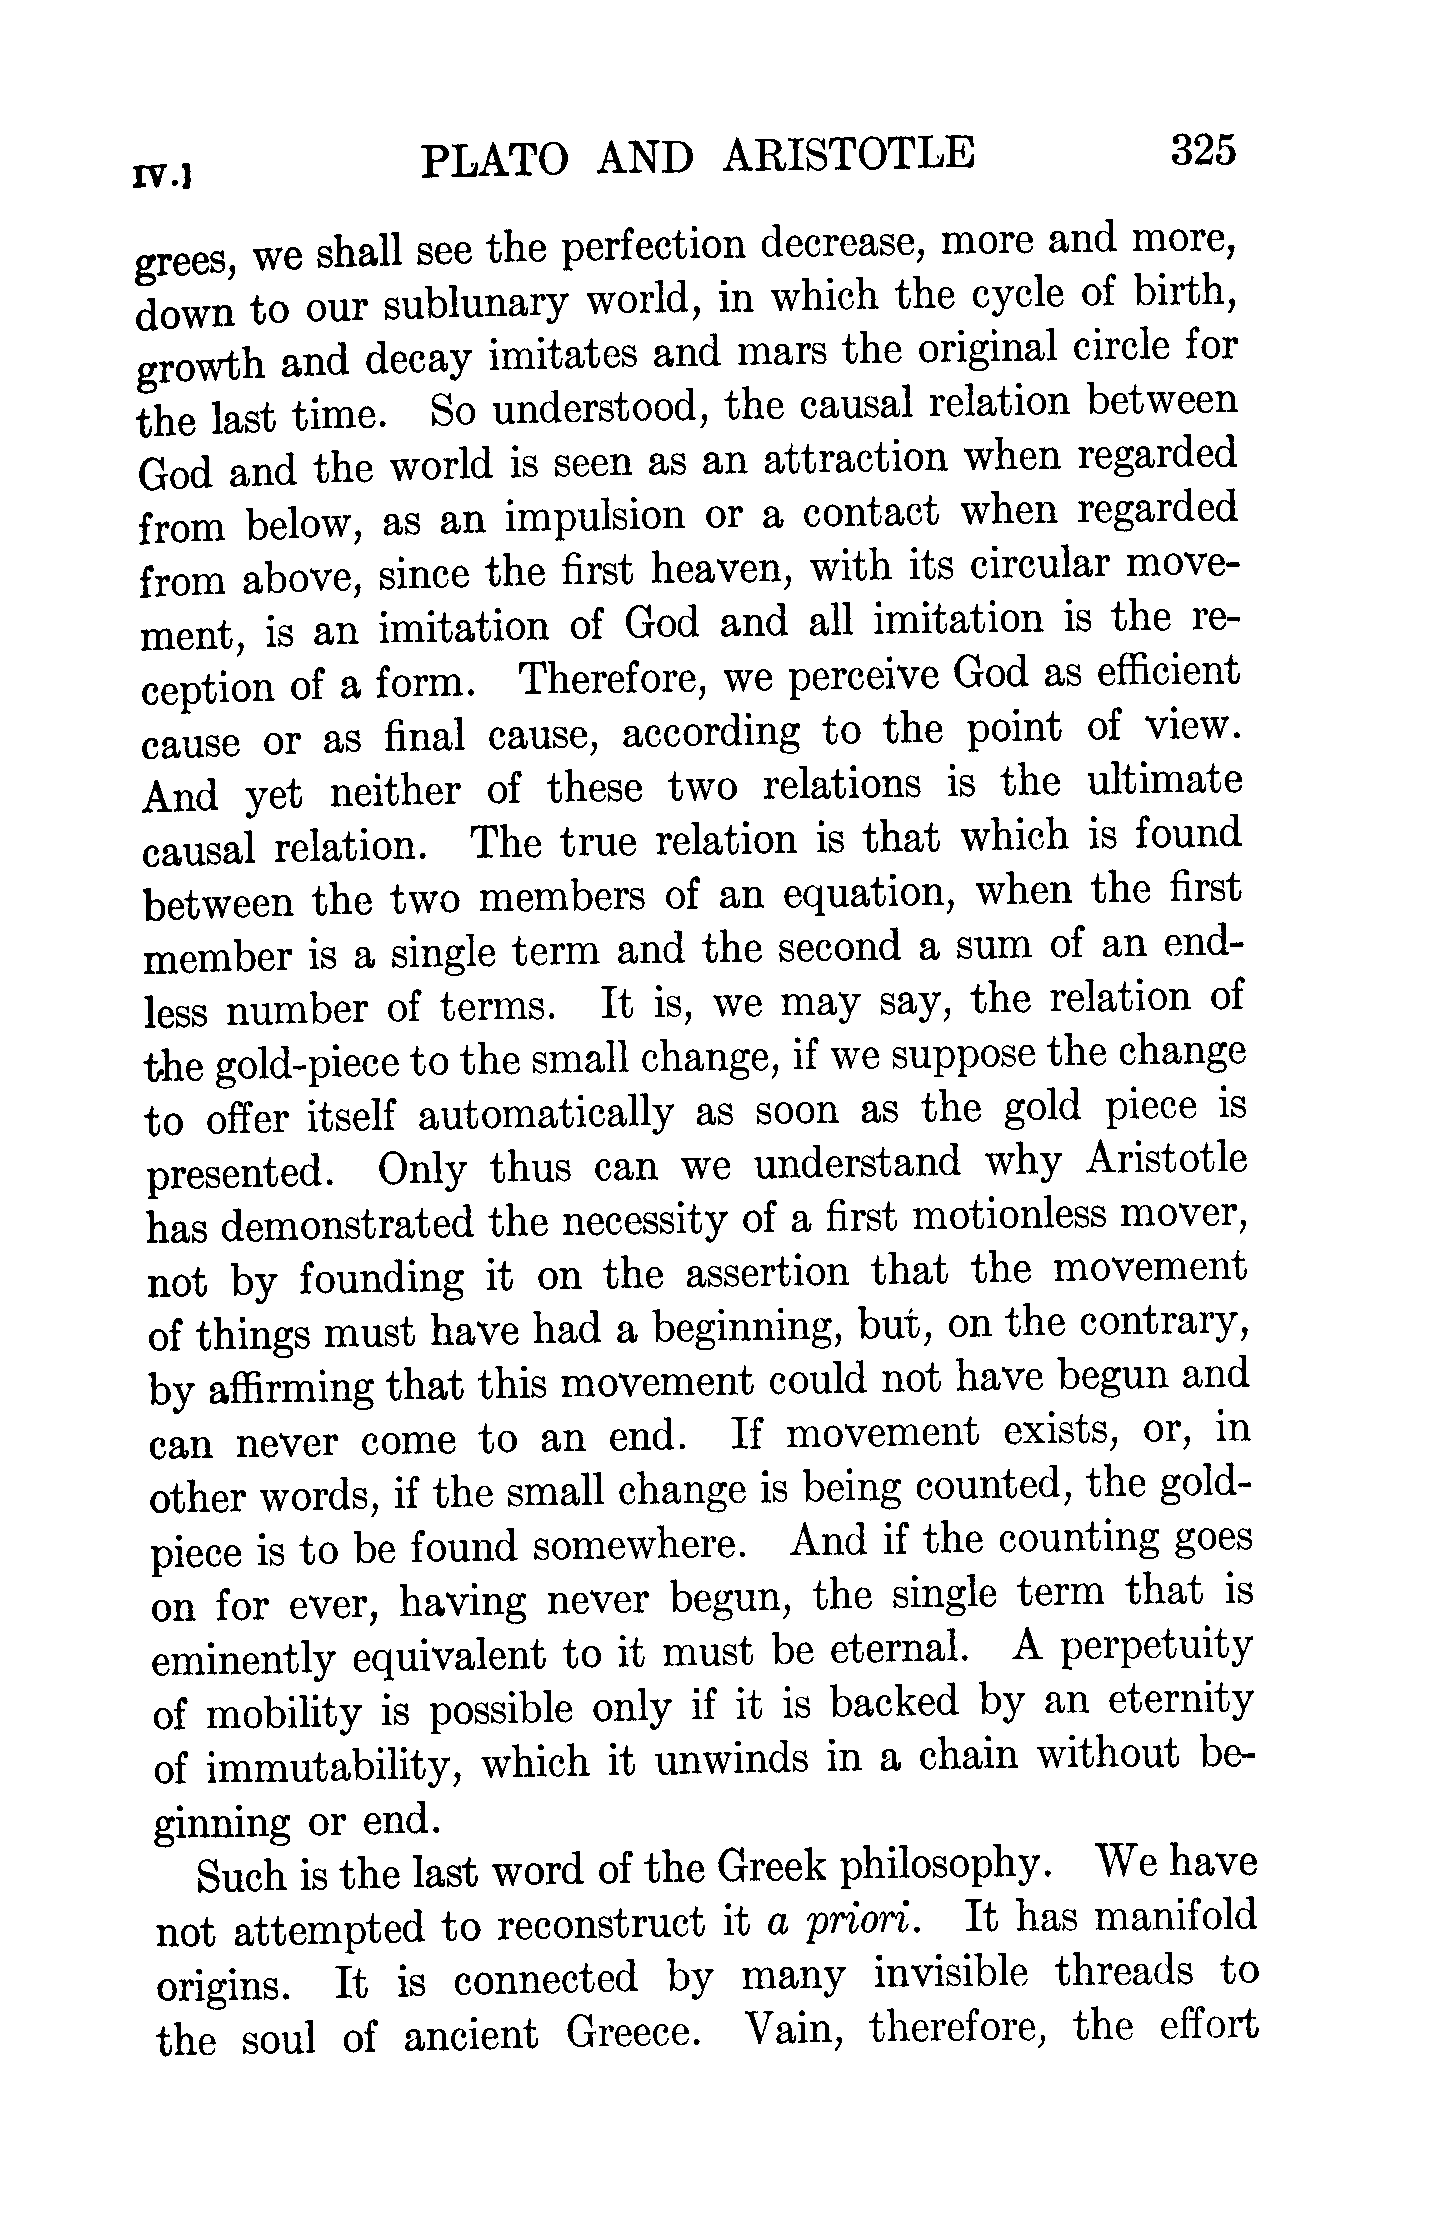 IV.] PLATO AND ARISTOTLE 325
grees, we shall see the perfection decrease, more and more,
down to our sublunary world, in which the cycle of birth,
growth and decay imitates and mars the original circle for
the last time. So understood, the causal relation between
God and the world is seen as an attraction when regarded
from below, as an impulsion or a contact when regarded
from above, since the first heaven, with its circular move-
ment, is an imitation of God and all imitation is the re-
ception of a form. Therefore, we perceive God as efficient
cause or as final cause, according to the point of view.
And yet neither of these two relations is the ultimate
causal relation. The true relation is that which is found
between the two members of an equation, when the first
member is a single term and the second a sum of an end-
less number of terms. It is, we may say, the relation of
the gold-piece to the small change, if we suppose the change
to offer itself automatically as soon as the gold piece is
presented. Only thus can we understand why Aristotle
has demonstrated the necessity of a first motionless mover,
not by founding it on the assertion that the movement
of things must have had a beginning, but, on the contrary,
by affirming that this movement could not have begun and
can never come to an end. If movement exists, or, in
other words, if the small change is being counted, the gold-
piece is to be found somewhere. And if the counting goes
on for ever, having never begun, the single term that is
eminently equivalent to it must be eternal. A perpetuity
of mobility is possible only if it is backed by an eternity
of immutability, which it unwinds in a chain without be-
ginning or end.
Such is the last word of the Greek philosophy. We have
not attempted to reconstruct it a priori. It has manifold
origins. It is connected by many invisible threads to
the soul of ancient Greece. Vain, therefore, the effort